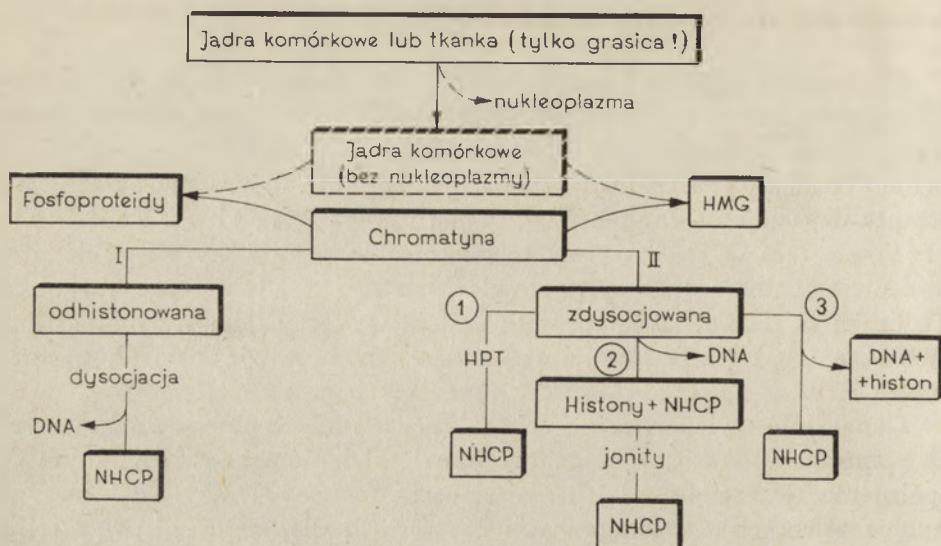 Jądra komórkowe lub tkanka (tylko grasica!)
nukleoplazma
Jądra komórkowe
(bez nukleoplazmy)
Fosfoproteidy
HMG
Chromatyna
I
II
odhistonowana
1
zdysocjowana
3
HPT
2
DNA
DNA+
+histon
dysocjacja
Histony + NHCP
DNA
NHCP
NHCP
jonity
NHCP
NHCP